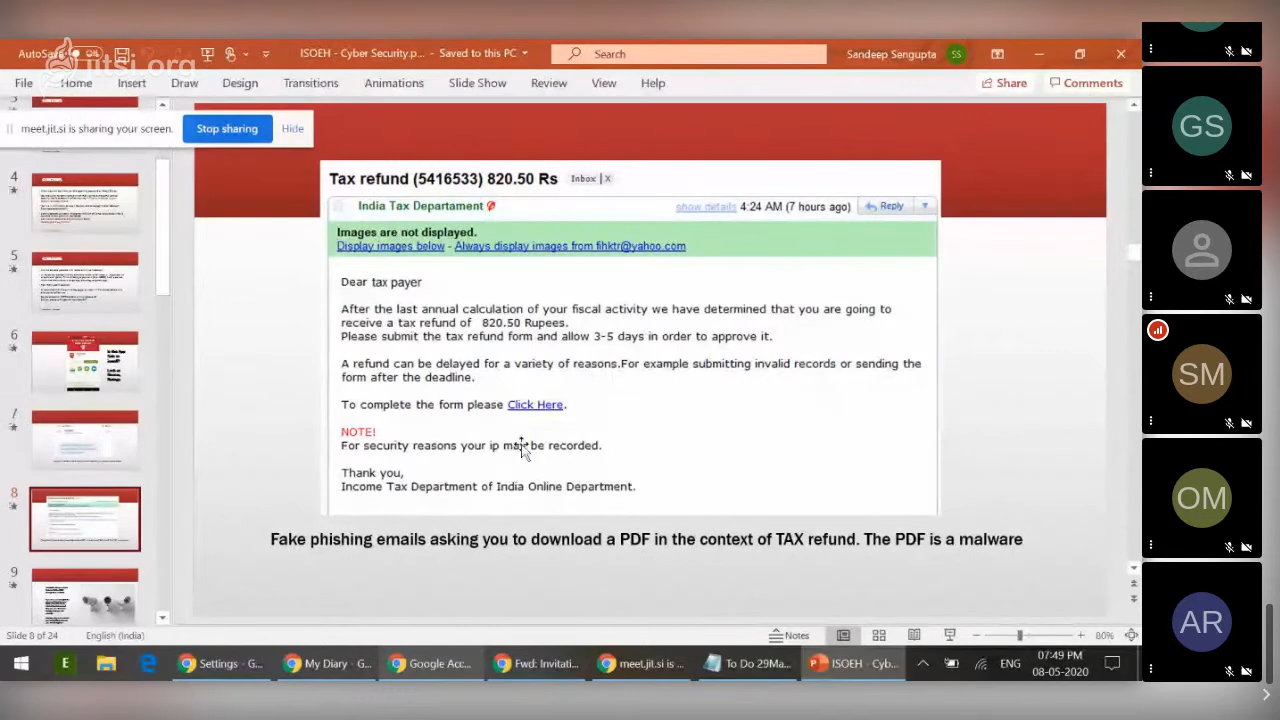 AutoSave Off
ISOEH - Cyber Security.p... - Saved to this PC
Search
Sandeep Sengupta SS
jitsi.org
File Home Insert Draw Design Transitions Animations Slide Show Review View Help Share Comments
meet.jit.si is sharing your screen. Stop sharing Hide
Tax refund (5416533) 820.50 Rs Inbox | X
India Tax Departament show details 4:24 AM (7 hours ago) Reply
Images are not displayed.
Display images below - Always display images from fihktr@yahoo.com
Dear tax payer
After the last annual calculation of your fiscal activity we have determined that you are going to
receive a tax refund of 820.50 Rupees.
Please submit the tax refund form and allow 3-5 days in order to approve it.
A refund can be delayed for a variety of reasons.For example submitting invalid records or sending the
form after the deadline.
To complete the form please Click Here.
NOTE!
For security reasons your ip may be recorded.
Thank you,
Income Tax Department of India Online Department.
Fake phishing emails asking you to download a PDF in the context of TAX refund. The PDF is a malware
3
4
5
6
7
8
9
GS
SM
OM
AR
Slide 8 of 24 English (India) Notes 80%
E Settings - G... My Diary - G... Google Acc... Fwd: Invitati... meet.jit.si is ... To Do 29Ma... ISOEH - Cyb... ENG 07:49 PM
08-05-2020